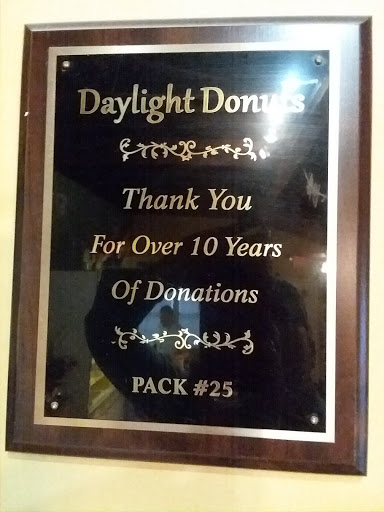 Daylight Donuts
Thank You
For Over 10 Years
Of Donations
PACK #25